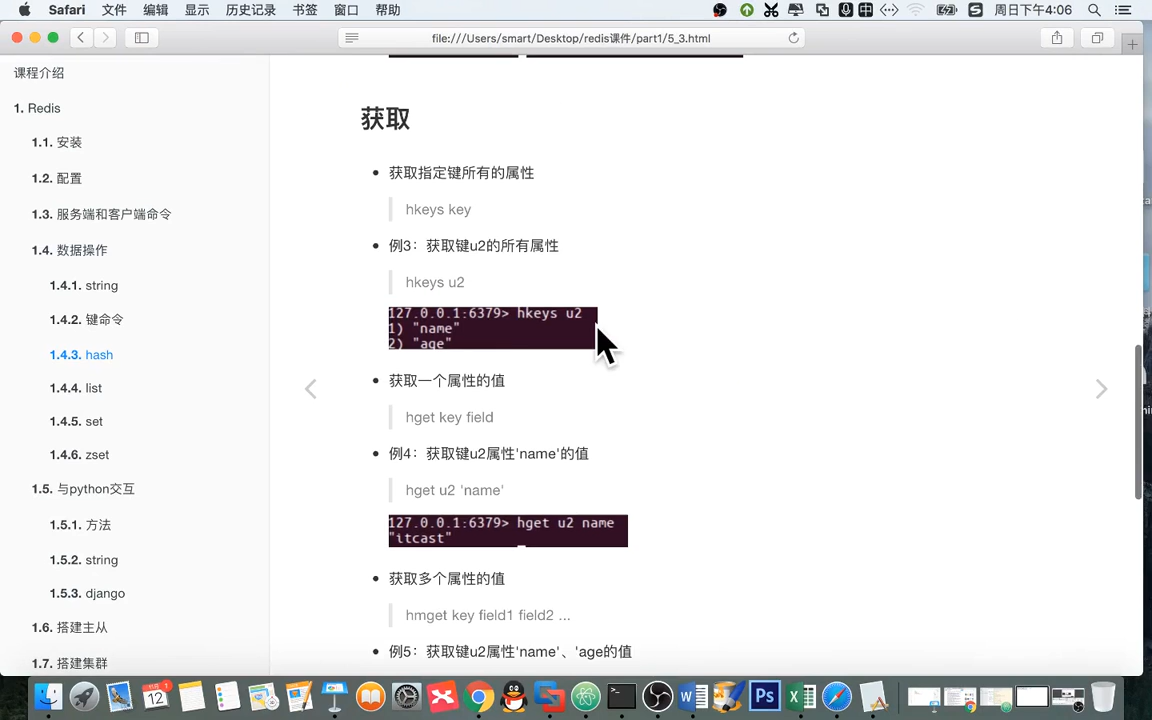 Safari 文件 编辑 显示 历史记录 书签 窗口 帮助 周日下午4:06
file:///Users/smart/Desktop/redis课件/part1/5_3.html
课程介绍
1. Redis
1.1. 安装
1.2. 配置
1.3. 服务端和客户端命令
1.4. 数据操作
1.4.1. string
1.4.2. 键命令
1.4.3. hash
1.4.4. list
1.4.5. set
1.4.6. zset
1.5. 与python交互
1.5.1. 方法
1.5.2. string
1.5.3. django
1.6. 搭建主从
1.7. 搭建集群
获取
获取指定键所有的属性
hkeys key
例3：获取键u2的所有属性
hkeys u2
127.0.0.1:6379> hkeys u2
1) "name"
2) "age"
获取一个属性的值
hget key field
例4：获取键u2属性'name'的值
hget u2 'name'
127.0.0.1:6379> hget u2 name
"itcast"
获取多个属性的值
hmget key field1 field2 ...
例5：获取键u2属性'name'、'age的值